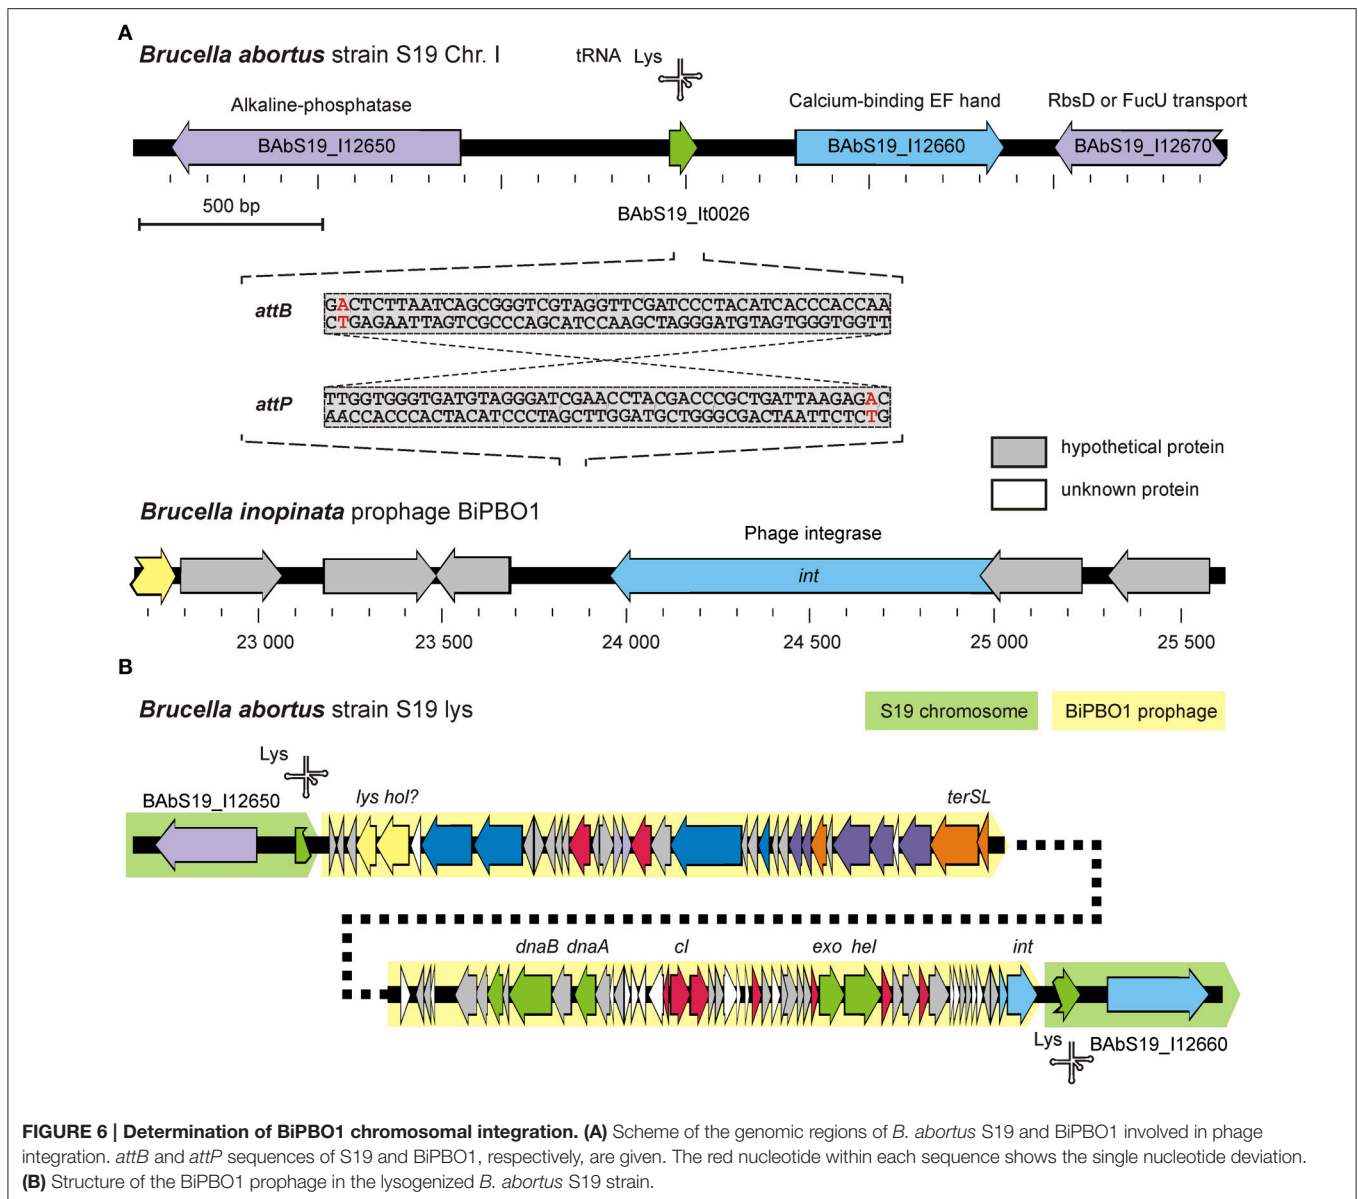 A
Brucella abortus strain S19 Chr. I
tRNA Lys
Alkaline-phosphatase
Calcium-binding EF hand
RbsD or FucU transport
BAbS19_I12650
BAbS19_I12660
BAbS19_I12670
500 bp
BAbS19_It0026
attB
GACTCTTAATCAGCGGGTCGTAGGTTCGATCCCTACATCACCCACCAA
CTGAGAATTAGTCGCCCAGCATCCAAGCTAGGGATGTAGTGGGTGGTT
attP
TTGGTGGGTGATGTAGGGATCGAACCTACGACCCGCTGATTAAGAGAC
AACCACCCACTACATCCCTAGCTTGGATGCTGGGCGACTAATTCTCTG
hypothetical protein
unknown protein
Brucella inopinata prophage BiPBO1
Phage integrase
int
23 000 23 500 24 000 24 500 25 000 25 500
B
Brucella abortus strain S19 lys
S19 chromosome
BiPBO1 prophage
Lys
BAbS19_I12650
lys hol?
terSL
dnaB dnaA cI exo hel int
Lys
BAbS19_I12660
FIGURE 6 | Determination of BiPBO1 chromosomal integration. (A) Scheme of the genomic regions of B. abortus S19 and BiPBO1 involved in phage
integration. attB and attP sequences of S19 and BiPBO1, respectively, are given. The red nucleotide within each sequence shows the single nucleotide deviation.
(B) Structure of the BiPBO1 prophage in the lysogenized B. abortus S19 strain.